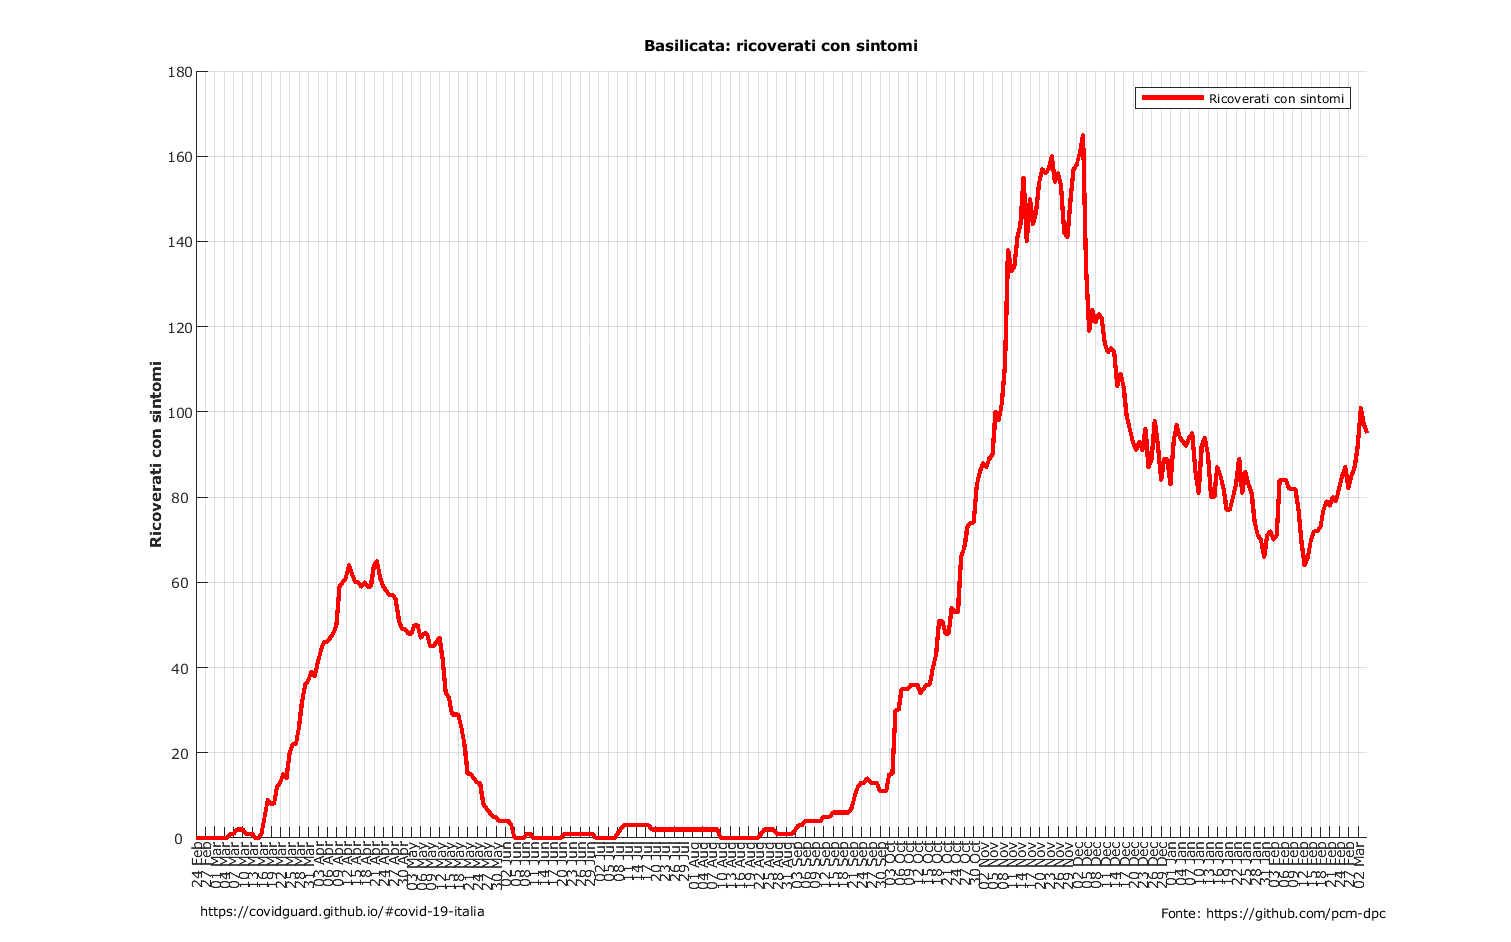 Basilicata: ricoverati con sintomi
Ricoverati con sintomi
180
160
140
120
100
80
60
40
20
0
Ricoverati con sintomi
24 Feb
27 Feb
01 Mar
04 Mar
07 Mar
10 Mar
13 Mar
16 Mar
19 Mar
22 Mar
25 Mar
28 Mar
31 Mar
03 Apr
06 Apr
09 Apr
12 Apr
15 Apr
18 Apr
21 Apr
24 Apr
27 Apr
30 Apr
03 May
06 May
09 May
12 May
15 May
18 May
21 May
24 May
27 May
30 May
02 Jun
05 Jun
08 Jun
11 Jun
14 Jun
17 Jun
20 Jun
23 Jun
26 Jun
29 Jun
02 Jul
05 Jul
08 Jul
11 Jul
14 Jul
17 Jul
20 Jul
23 Jul
26 Jul
29 Jul
01 Aug
04 Aug
07 Aug
10 Aug
13 Aug
16 Aug
19 Aug
22 Aug
25 Aug
28 Aug
31 Aug
03 Sep
06 Sep
09 Sep
12 Sep
15 Sep
18 Sep
21 Sep
24 Sep
27 Sep
30 Sep
03 Oct
06 Oct
09 Oct
12 Oct
15 Oct
18 Oct
21 Oct
24 Oct
27 Oct
30 Oct
02 Nov
05 Nov
08 Nov
11 Nov
14 Nov
17 Nov
20 Nov
23 Nov
26 Nov
29 Nov
02 Dec
05 Dec
08 Dec
11 Dec
14 Dec
17 Dec
20 Dec
23 Dec
26 Dec
29 Dec
01 Jan
04 Jan
07 Jan
10 Jan
13 Jan
16 Jan
19 Jan
22 Jan
25 Jan
28 Jan
31 Jan
03 Feb
06 Feb
09 Feb
12 Feb
15 Feb
18 Feb
21 Feb
24 Feb
27 Feb
02 Mar
https://covidguard.github.io/#covid-19-italia
Fonte: https://github.com/pcm-dpc